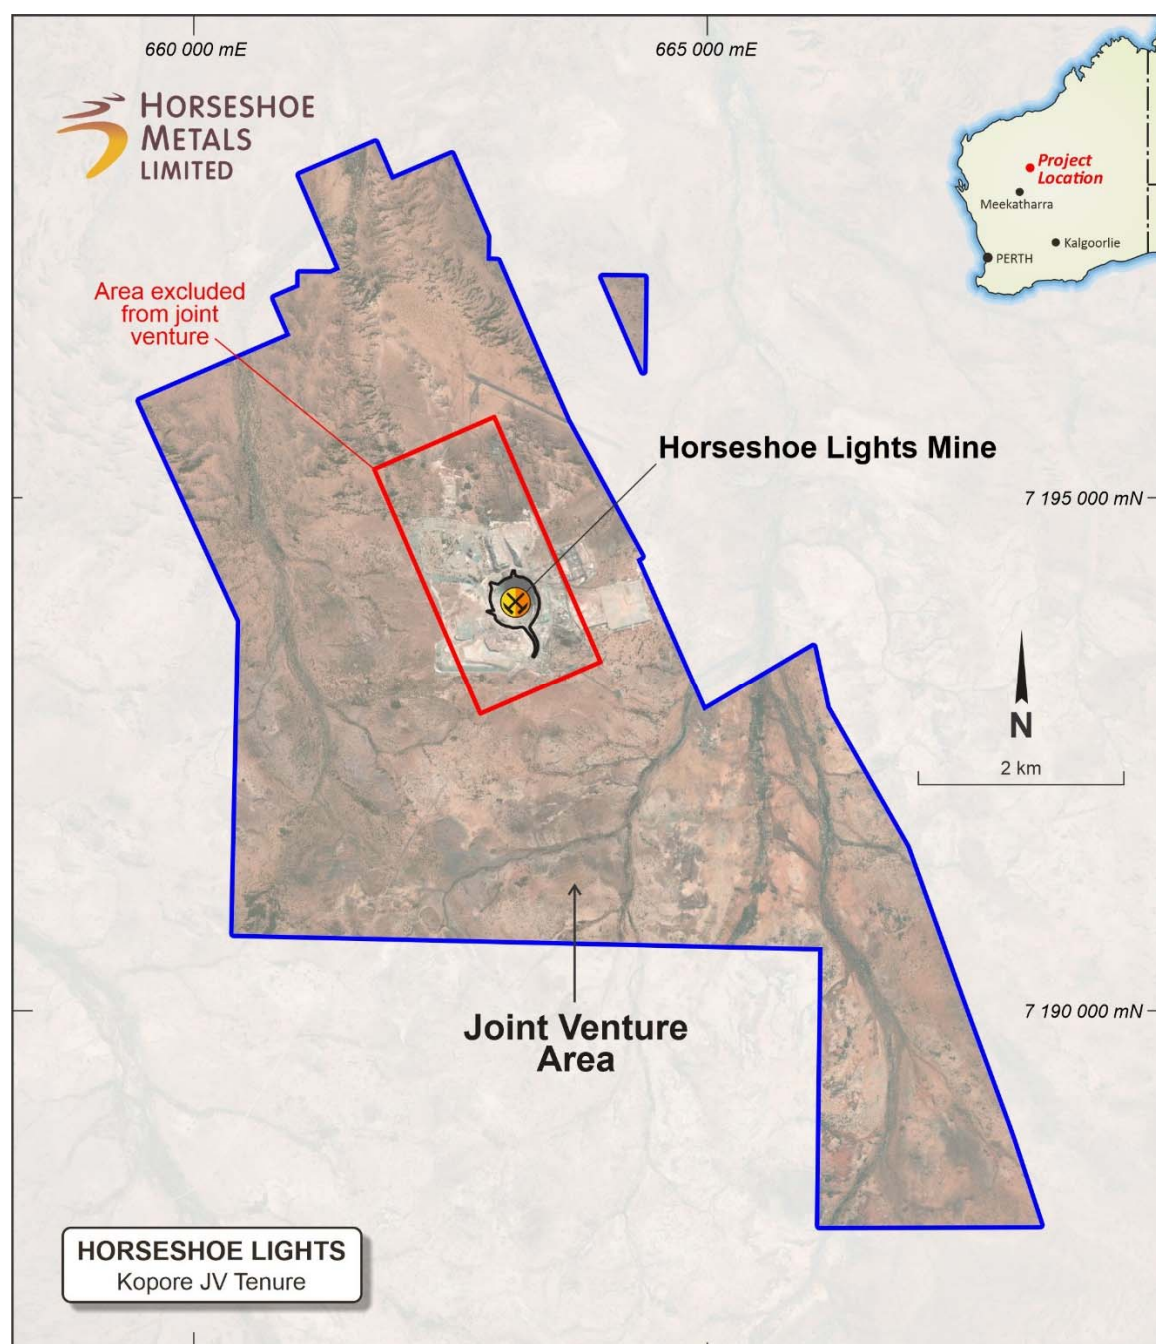 660 000 mE
665 000 mE
HORSESHOE
METALS
LIMITED
Project
Location
Meekatharra
Kalgoorlie
PERTH
Area excluded
from joint
venture
Horseshoe Lights Mine
7 195 000 mN
N
2 km
7 190 000 mN
Joint Venture
Area
HORSESHOE LIGHTS
Kopore JV Tenure